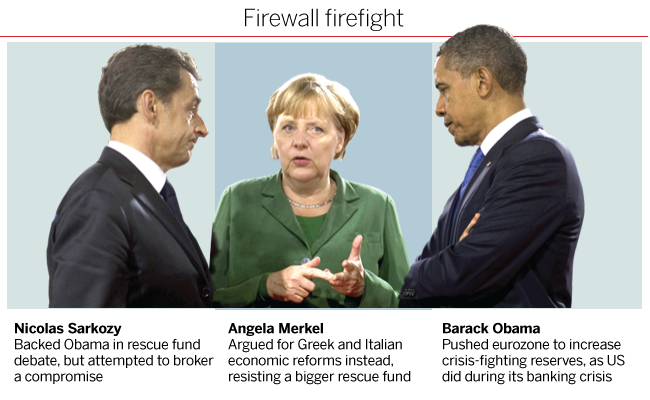 Firewall firefight
Nicolas Sarkozy
Backed Obama in rescue fund
debate, but attempted to broker
a compromise
Angela Merkel
Argued for Greek and Italian
economic reforms instead,
resisting a bigger rescue fund
Barack Obama
Pushed eurozone to increase
crisis-fighting reserves, as US
did during its banking crisis